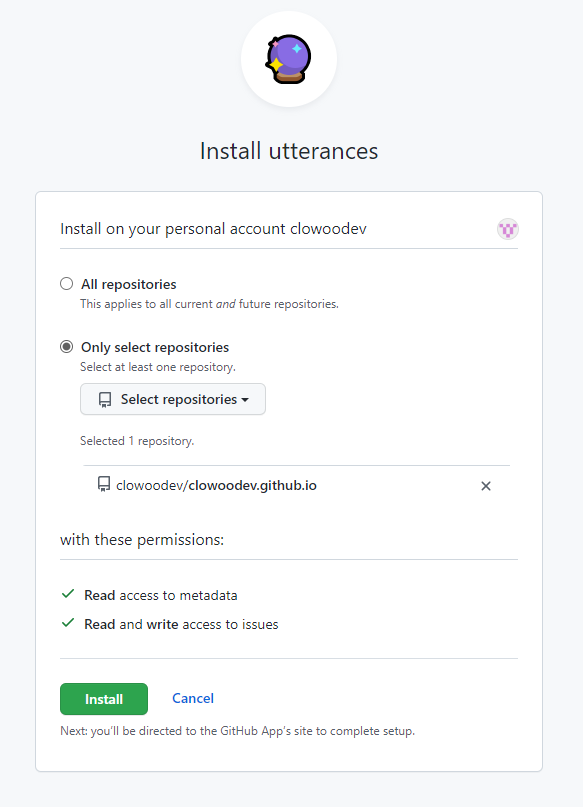 Install utterances
Install on your personal account clowoodev
All repositories
This applies to all current and future repositories.
Only select repositories
Select at least one repository.
Select repositories
Selected 1 repository.
clowoodev/clowoodev.github.io
with these permissions:
Read access to metadata
Read and write access to issues
Install Cancel
Next: you'll be directed to the GitHub App's site to complete setup.